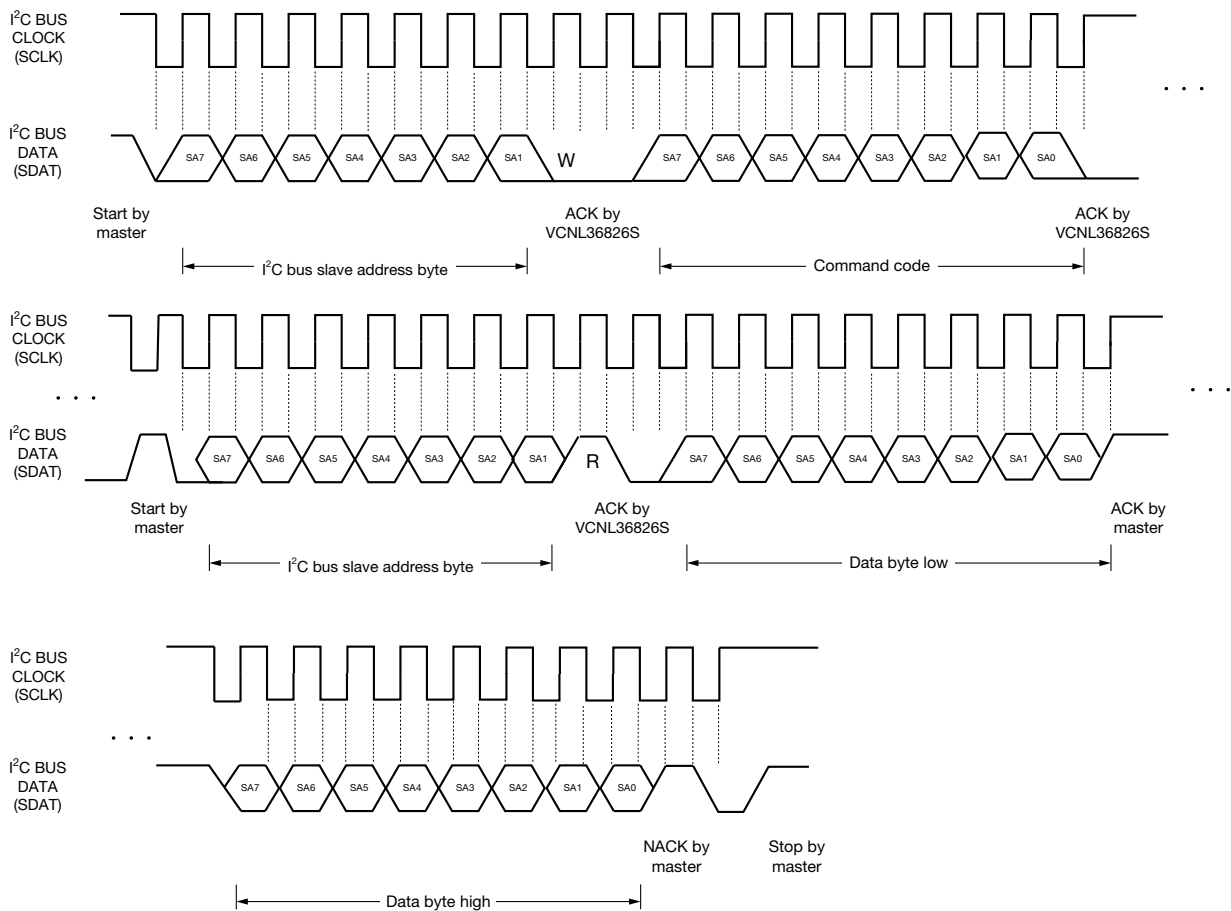 I²C BUS
CLOCK
(SCLK)
. . .
I²C BUS
DATA
(SDAT)
SA7 SA6 SA5 SA4 SA3 SA2 SA1 W SA7 SA6 SA5 SA4 SA3 SA2 SA1 SA0
Start by
master
ACK by
VCNL36826S
ACK by
VCNL36826S
I²C bus slave address byte
Command code
I²C BUS
CLOCK
(SCLK)
. . .
. . .
I²C BUS
DATA
(SDAT)
SA7 SA6 SA5 SA4 SA3 SA2 SA1 R SA7 SA6 SA5 SA4 SA3 SA2 SA1 SA0
Start by
master
ACK by
VCNL36826S
ACK by
master
I²C bus slave address byte
Data byte low
I²C BUS
CLOCK
(SCLK)
. . .
I²C BUS
DATA
(SDAT)
SA7 SA6 SA5 SA4 SA3 SA2 SA1 SA0
NACK by
master
Stop by
master
Data byte high